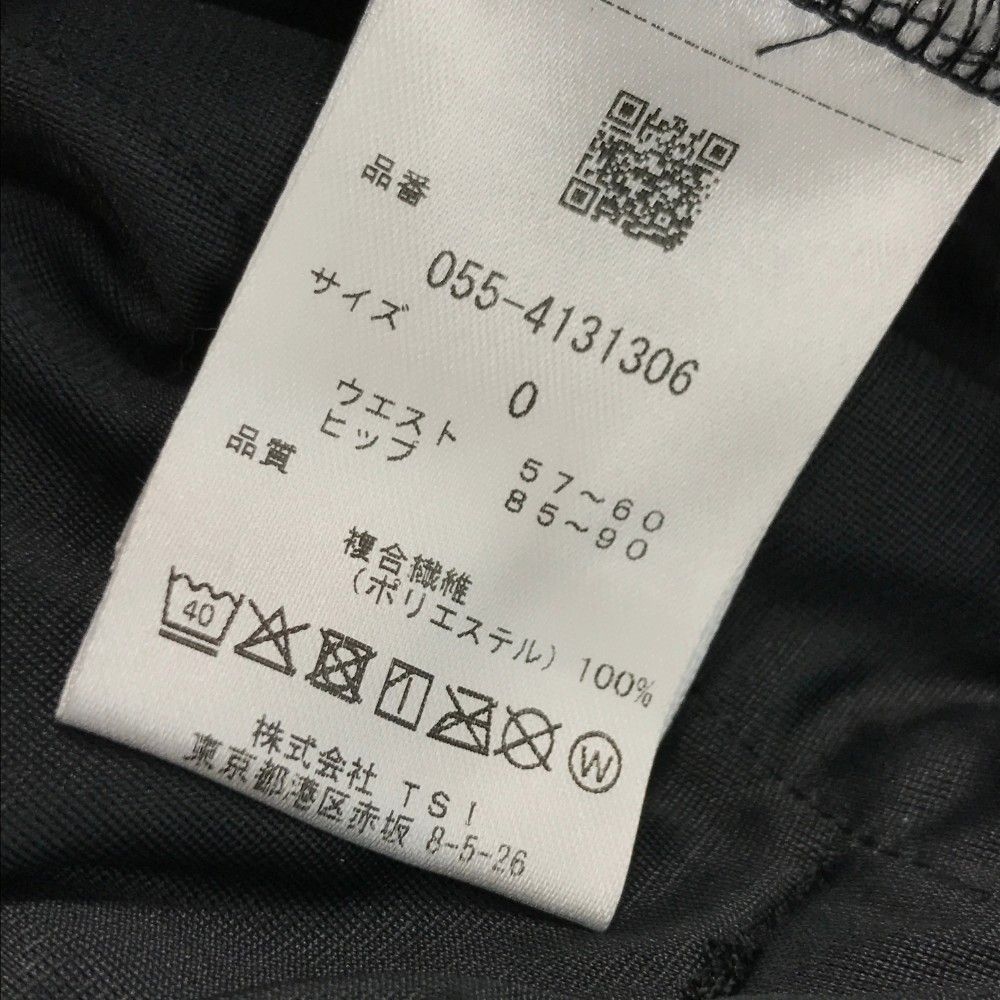 品番
055-4131306
サイズ
0
ウエスト 57~60
ヒップ 85~90
品質
複合繊維
(ポリエステル) 100%
40
W
株式会社 TSI
東京都港区赤坂 8-5-26